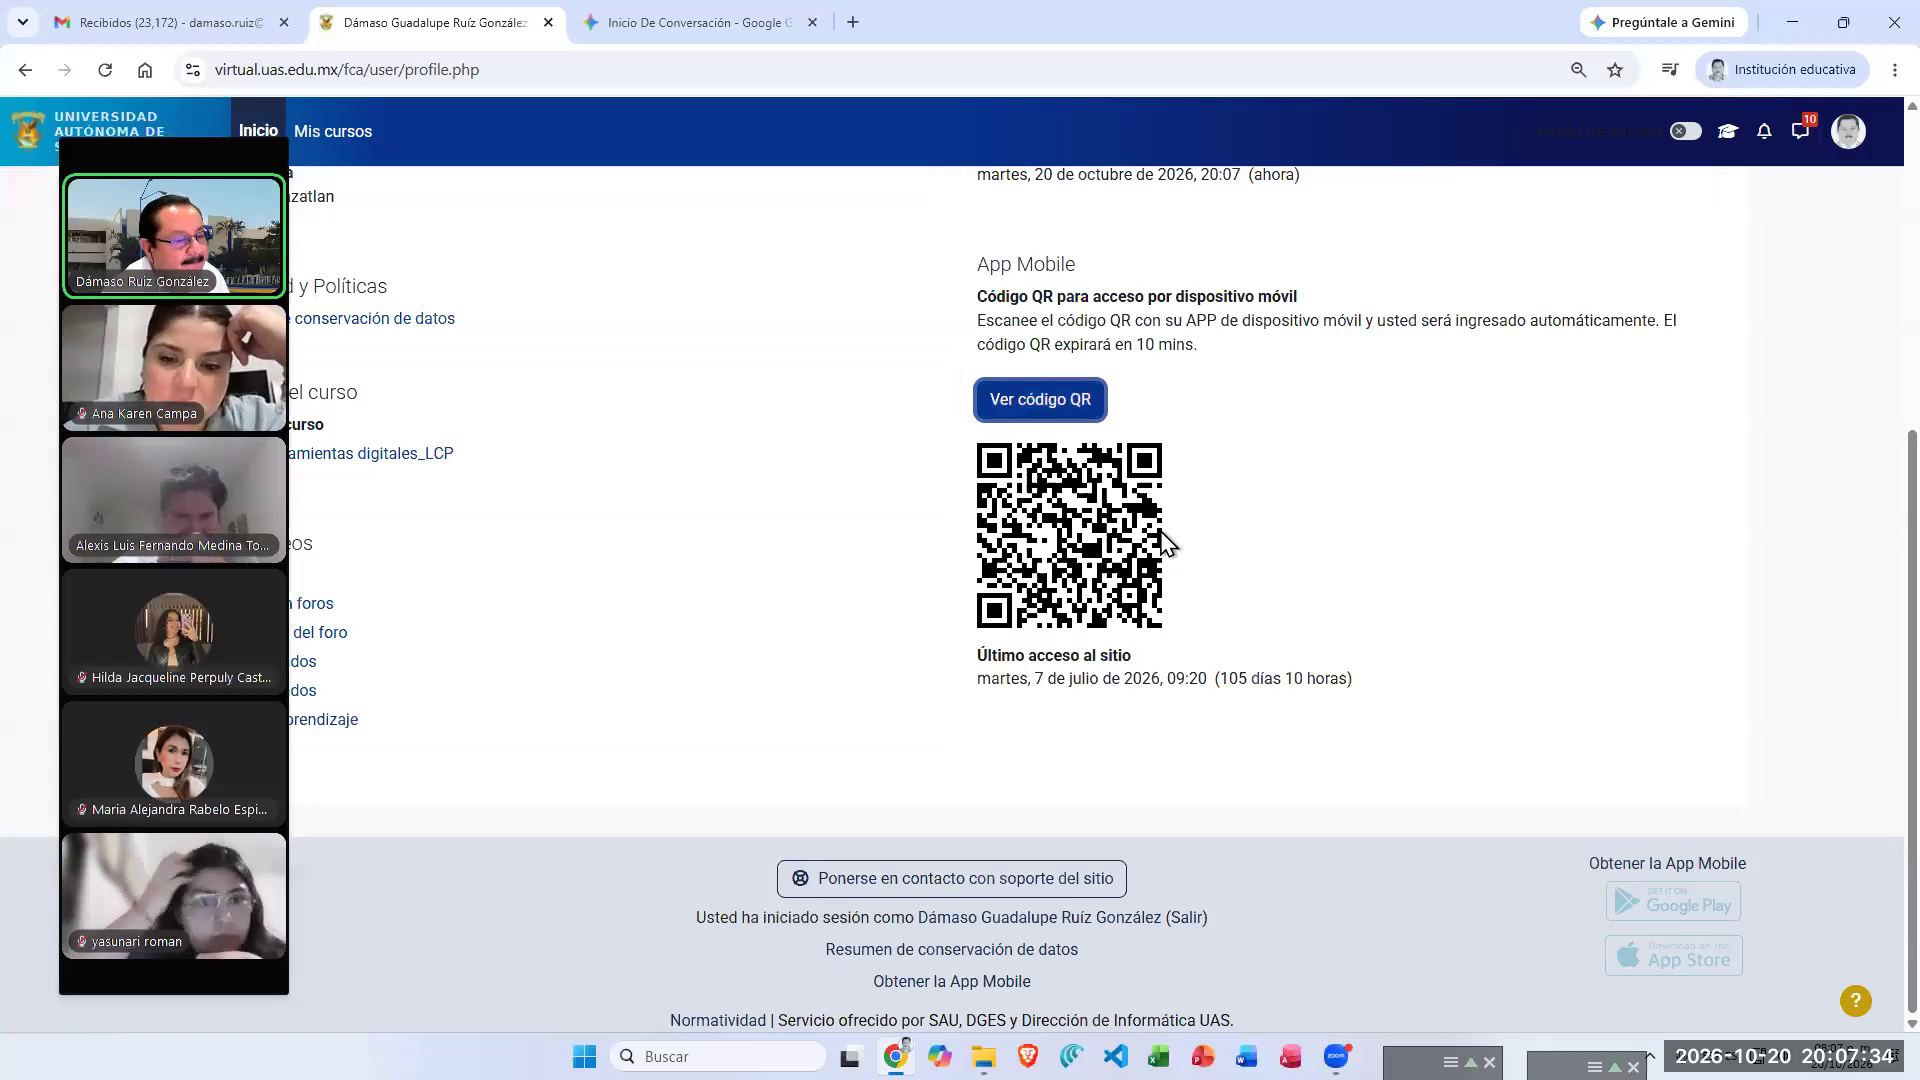 Recibidos (23,172) - damaso.ruiz@
Dámaso Guadalupe Ruíz González
Inicio De Conversación - Google G
Pregúntale a Gemini
virtual.uas.edu.mx/fca/user/profile.php
Institución educativa
UNIVERSIDAD
AUTÓNOMA DE
Inicio
Mis cursos
10
zatlan
martes, 20 de octubre de 2026, 20:07 (ahora)
Dámaso Ruiz González
d y Políticas
conservación de datos
App Mobile
Código QR para acceso por dispositivo móvil
Escanee el código QR con su APP de dispositivo móvil y usted será ingresado automáticamente. El
código QR expirará en 10 mins.
Ana Karen Campa
el curso
curso
amientas digitales_LCP
Ver código QR
Alexis Luis Fernando Medina To...
eos
n foros
del foro
dos
dos
prendizaje
Hilda Jacqueline Perpuly Cast...
Último acceso al sitio
martes, 7 de julio de 2026, 09:20 (105 días 10 horas)
Maria Alejandra Rabelo Espi...
yasunari roman
Ponerse en contacto con soporte del sitio
Usted ha iniciado sesión como Dámaso Guadalupe Ruíz González (Salir)
Resumen de conservación de datos
Obtener la App Mobile
Normatividad | Servicio ofrecido por SAU, DGES y Dirección de Informática UAS.
Obtener la App Mobile
GET IT ON
Google Play
Download on the
App Store
?
Buscar
zoom
2026-10-20 20:07:34